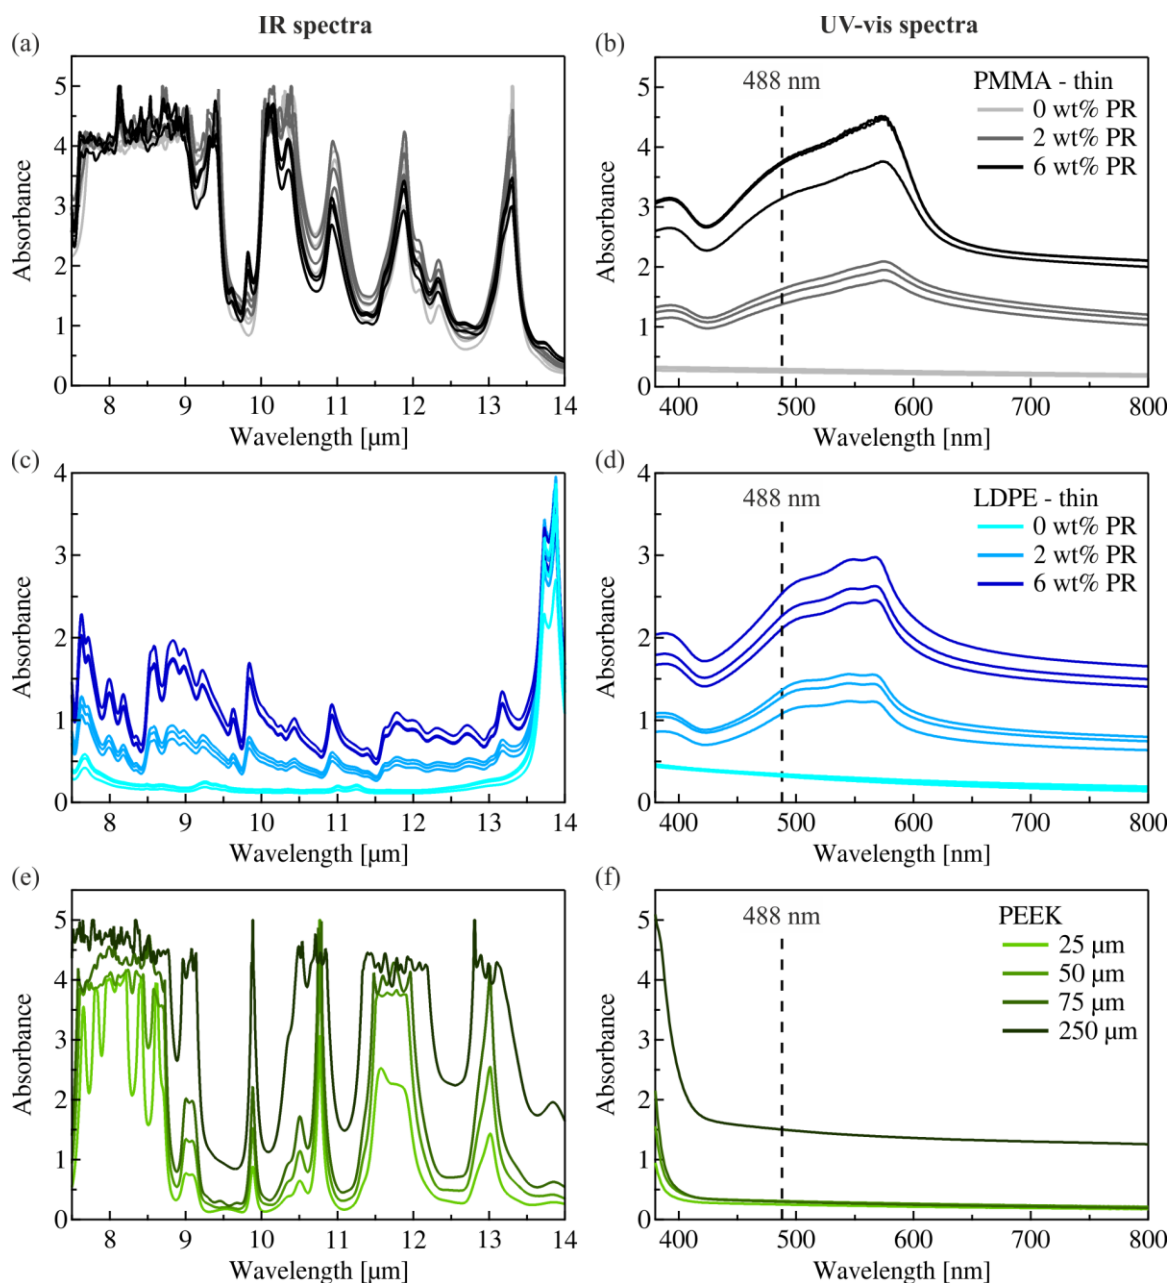 IR spectra
UV-vis spectra
(a)
5
4
3
2
1
0
Absorbance
8 9 10 11 12 13 14
Wavelength [µm]
(b)
488 nm
PMMA - thin
0 wt% PR
2 wt% PR
6 wt% PR
5
4
3
2
1
0
Absorbance
400 500 600 700 800
Wavelength [nm]
(c)
4
3
2
1
0
Absorbance
8 9 10 11 12 13 14
Wavelength [µm]
(d)
488 nm
LDPE - thin
0 wt% PR
2 wt% PR
6 wt% PR
4
3
2
1
0
Absorbance
400 500 600 700 800
Wavelength [nm]
(e)
5
4
3
2
1
0
Absorbance
8 9 10 11 12 13 14
Wavelength [µm]
(f)
488 nm
PEEK
25 µm
50 µm
75 µm
250 µm
5
4
3
2
1
0
Absorbance
400 500 600 700 800
Wavelength [nm]